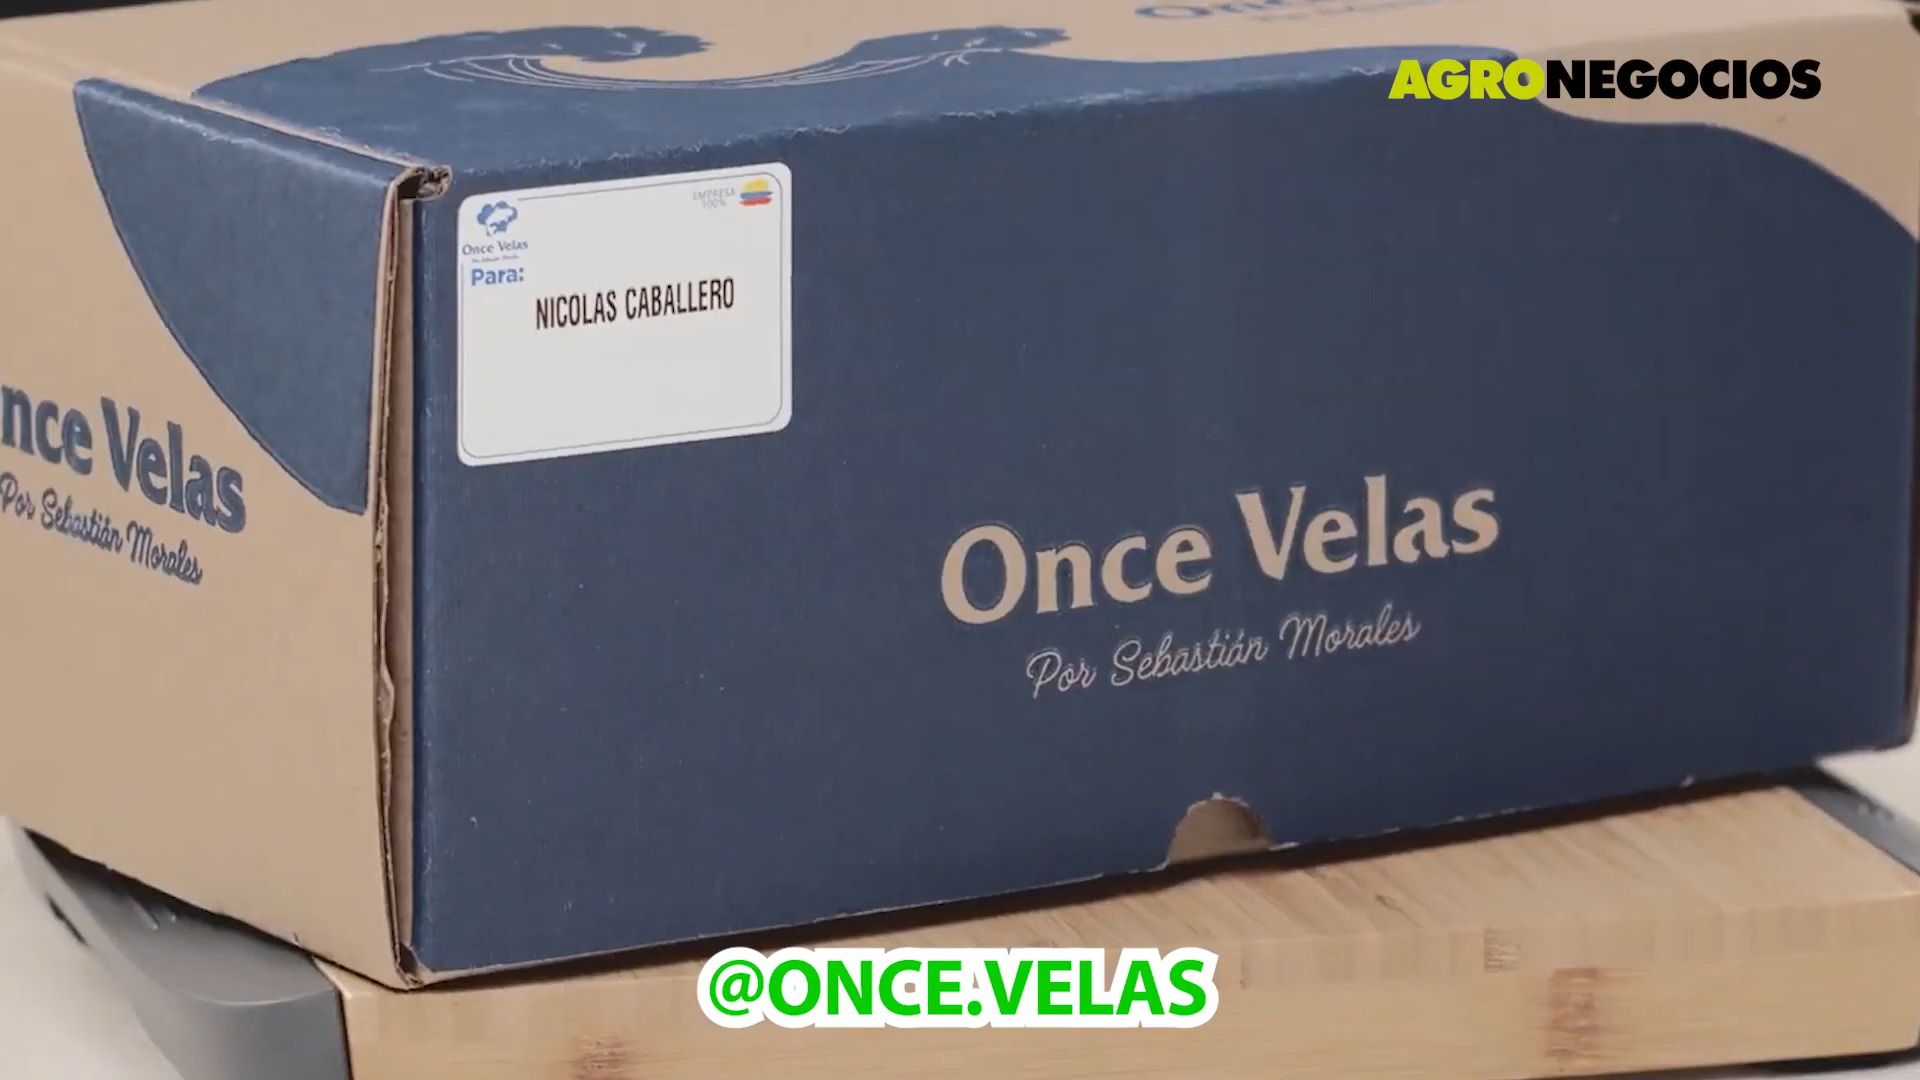 Once
AGRONEGOCIOS
EMPRESA
100%
Once Velas
Para:
NICOLAS CABALLERO
nce Velas
Por Sebastián Morales
Once Velas
Por Sebastián Morales
@ONCE.VELAS